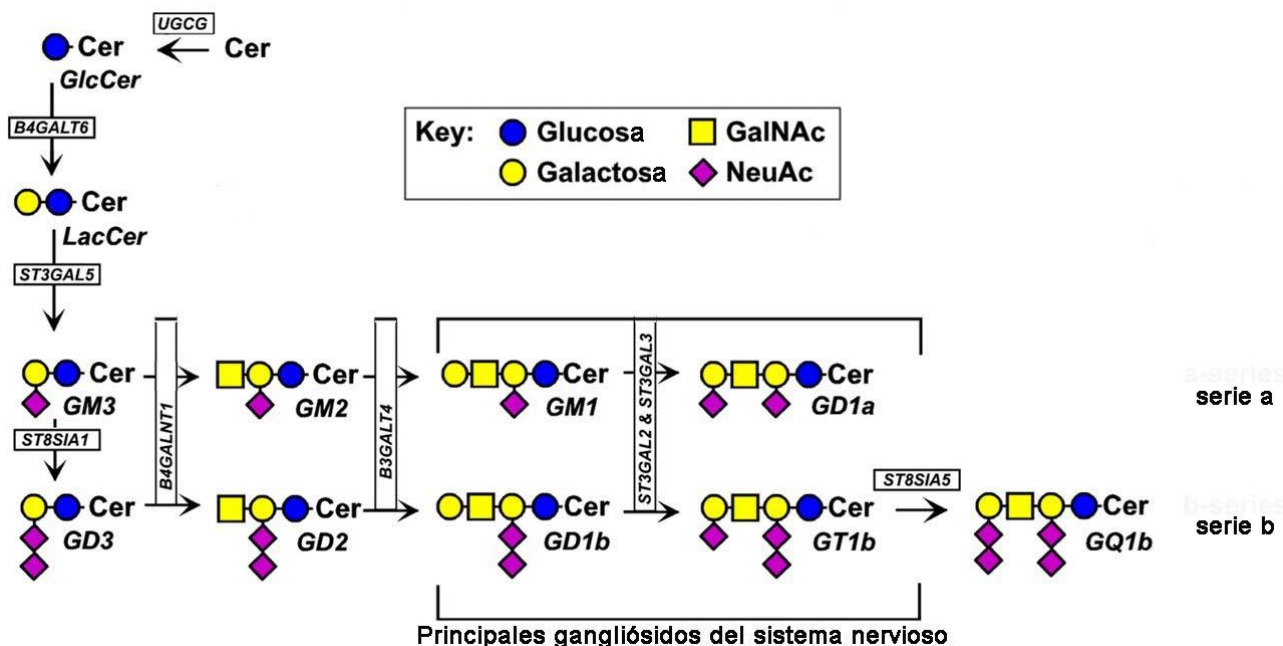 UGCG
Cer Cer
GlcCer
B4GALT6
Key: Glucosa GalNAc
Galactosa NeuAc
Cer
LacCer
ST3GAL5
B4GALNT1
B3GALT4
ST3GAL2 & ST3GAL3
Cer Cer Cer Cer
GM3 GM2 GM1 GD1a
a-series
serie a
ST8SIA1
ST8SIA5
Cer Cer Cer Cer Cer
GD3 GD2 GD1b GT1b GQ1b
b-series
serie b
Principales gangliósidos del sistema nervioso